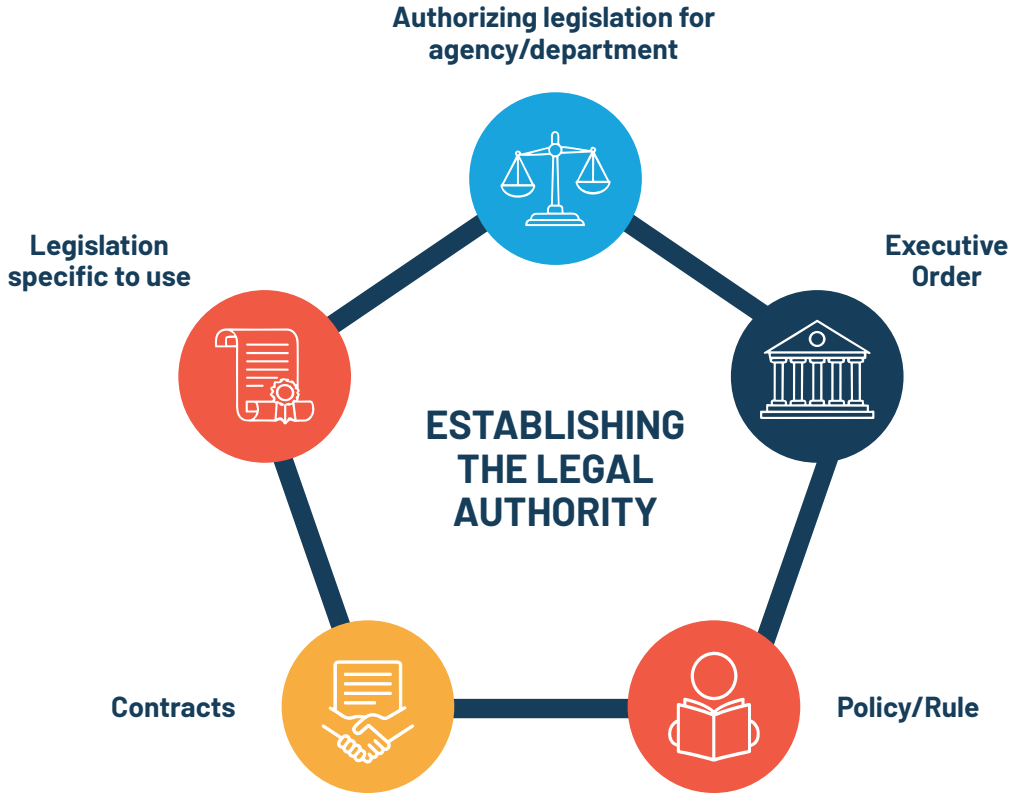 Authorizing legislation for
agency/department
Legislation
specific to use
Executive
Order
ESTABLISHING
THE LEGAL
AUTHORITY
Contracts
Policy/Rule